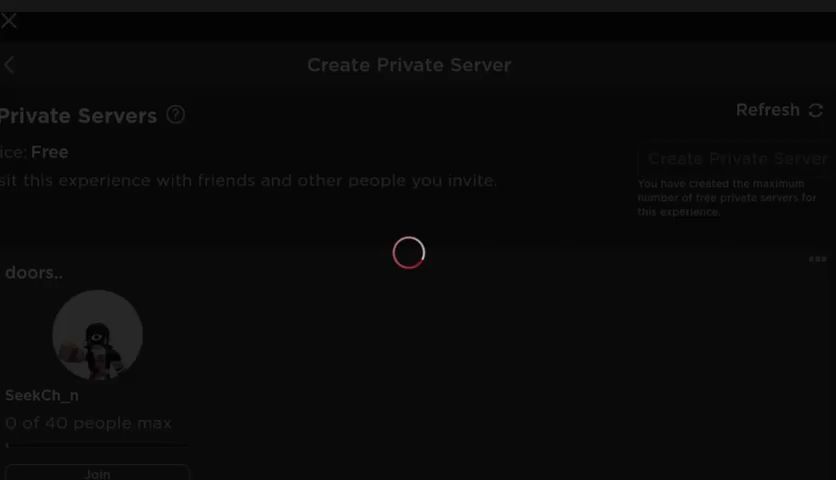 Create Private Server
Private Servers
Refresh
ice: Free
Create Private Server
sit this experience with friends and other people you invite.
You have created the maximum
number of free private servers for
this experience.
doors..
SeekCh_n
0 of 40 people max
Join